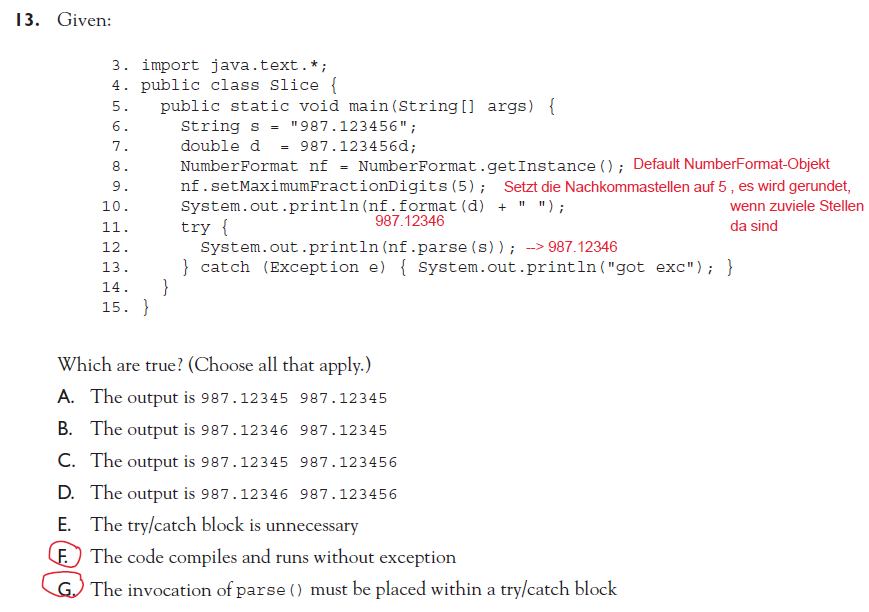 13. Given:
3. import java.text.*;
4. public class Slice {
5. public static void main(String[] args) {
6. String s = "987.123456";
7. double d = 987.123456d;
8. NumberFormat nf = NumberFormat.getInstance(); Default NumberFormat-Objekt
9. nf.setMaximumFractionDigits(5); Setzt die Nachkommastellen auf 5 , es wird gerundet,
10. System.out.println(nf.format(d) + " "); wenn zuviele Stellen
987.12346
11. try { da sind
12. System.out.println(nf.parse(s)); --> 987.12346
13. } catch (Exception e) { System.out.println("got exc"); }
14. }
15. }
Which are true? (Choose all that apply.)
A. The output is 987.12345 987.12345
B. The output is 987.12346 987.12345
C. The output is 987.12345 987.123456
D. The output is 987.12346 987.123456
E. The try/catch block is unnecessary
F. The code compiles and runs without exception
G. The invocation of parse() must be placed within a try/catch block